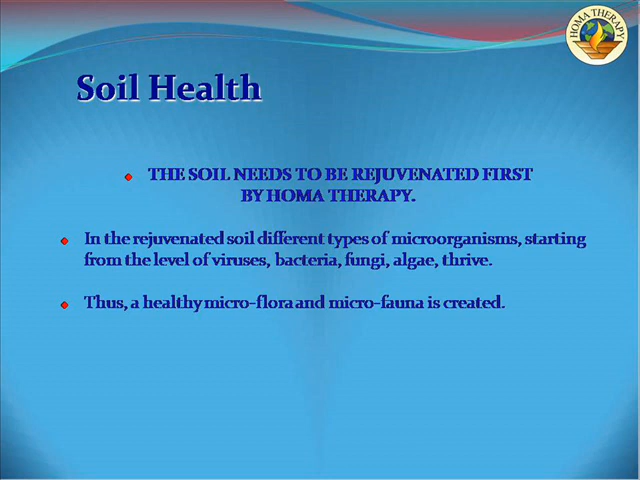 HOMA THERAPY
Soil Health
THE SOIL NEEDS TO BE REJUVENATED FIRST
BY HOMA THERAPY.
In the rejuvenated soil different types of microorganisms, starting
from the level of viruses, bacteria, fungi, algae, thrive.
Thus, a healthy micro-flora and micro-fauna is created.